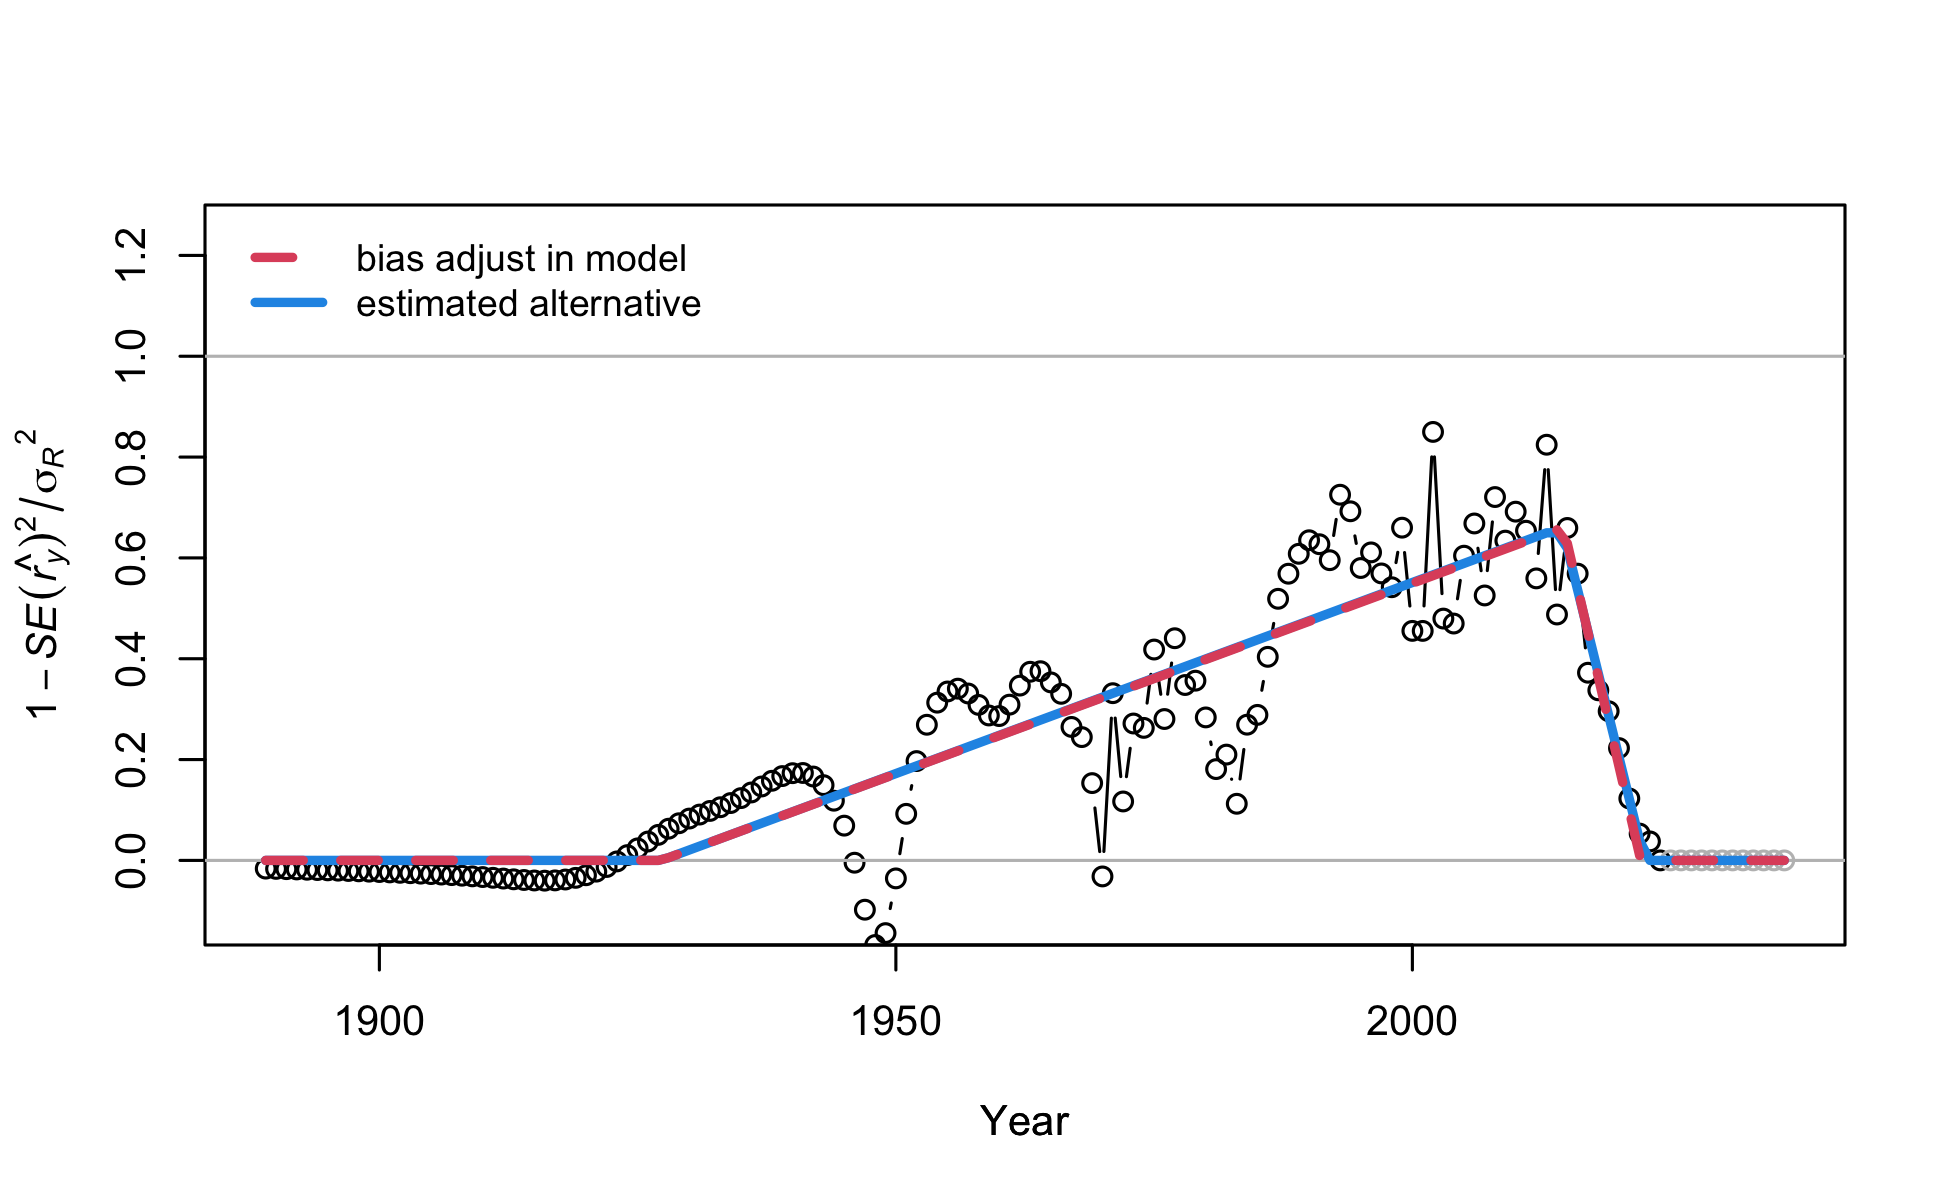 bias adjust in model
estimated alternative
1 − SE(r̂y)²/σR²
1.2
1.0
0.8
0.6
0.4
0.2
0.0
1900 1950 2000
Year